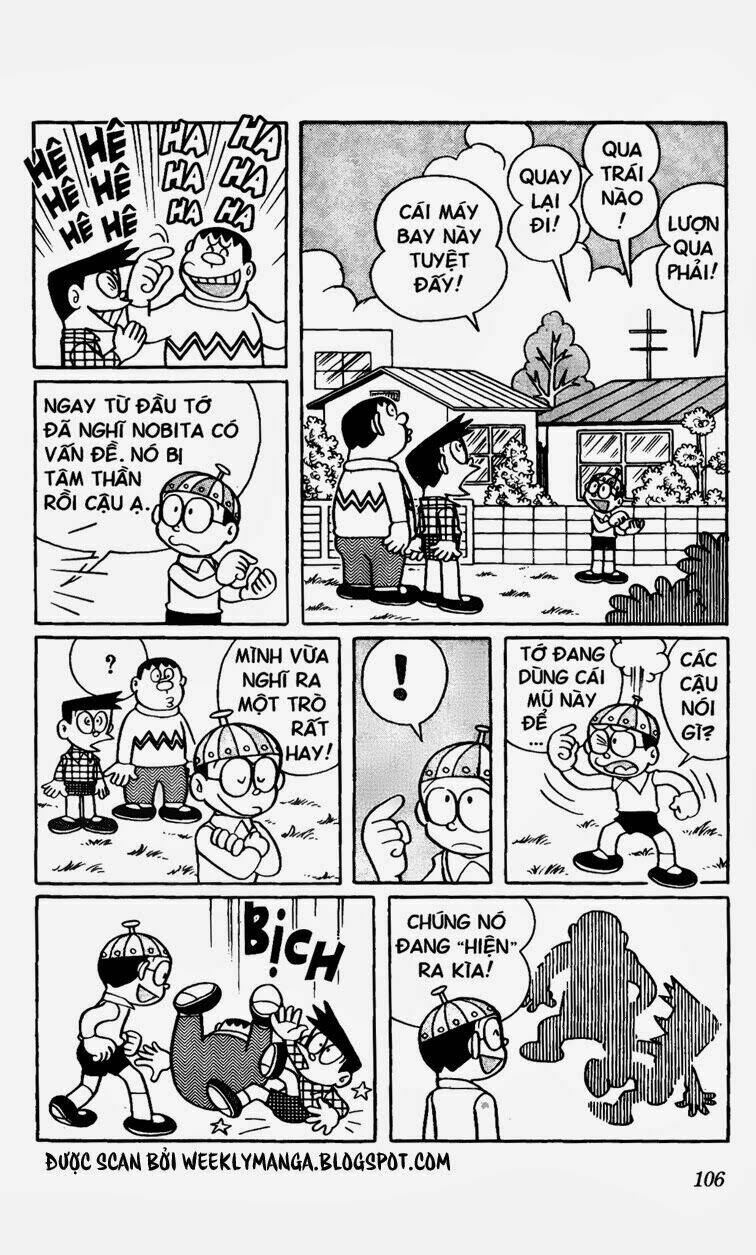 LƯỢN
QUA
PHẢI!
QUA
TRÁI
NÀO
!
QUAY
LẠI
ĐI!
CÁI MÁY
BAY NÀY
TUYỆT
ĐẤY!
HA
HA
HA
HA
HA
HA
HÊ
HÊ
HÊ
HÊ
HÊ
HÊ
NGAY TỪ ĐẦU TỚ
ĐÃ NGHĨ NOBITA CÓ
VẤN ĐỀ. NÓ BỊ
TÂM THẦN
RỒI CẬU Ạ.
CÁC
CẬU
NÓI
GÌ?
TỚ ĐANG
DÙNG CÁI
MŨ NÀY
ĐỂ
...
!
MÌNH VỪA
NGHĨ RA
MỘT TRÒ
RẤT
HAY!
?
CHÚNG NÓ
ĐANG “HIỆN”
RA KÌA!
BỊCH
ĐƯỢC SCAN BỞI WEEKLYMANGA.BLOGSPOT.COM
106